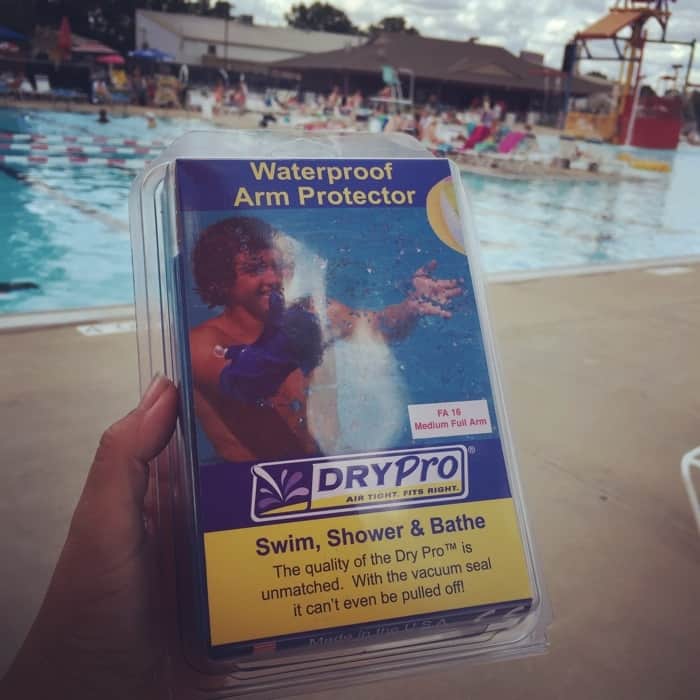 Waterproof
Arm Protector
FA 16
Medium Full Arm
DRYPRO®
AIR TIGHT. FITS RIGHT.
Swim, Shower & Bathe
The quality of the Dry Pro™ is
unmatched. With the vacuum seal
it can't even be pulled off!
Made in the U.S.A.